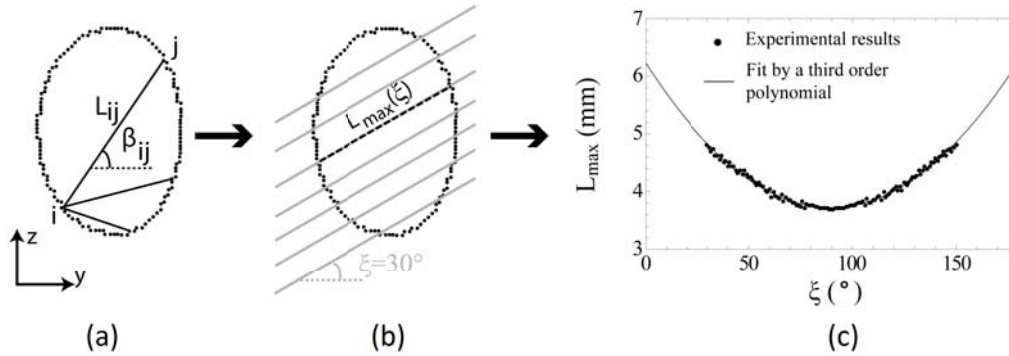 j
L_ij
β_ij
i
z
y
(a)
L_max(ξ)
ξ=30°
(b)
7
6
5
4
3
L_max (mm)
Experimental results
Fit by a third order
polynomial
0 50 100 150
ξ (°)
(c)